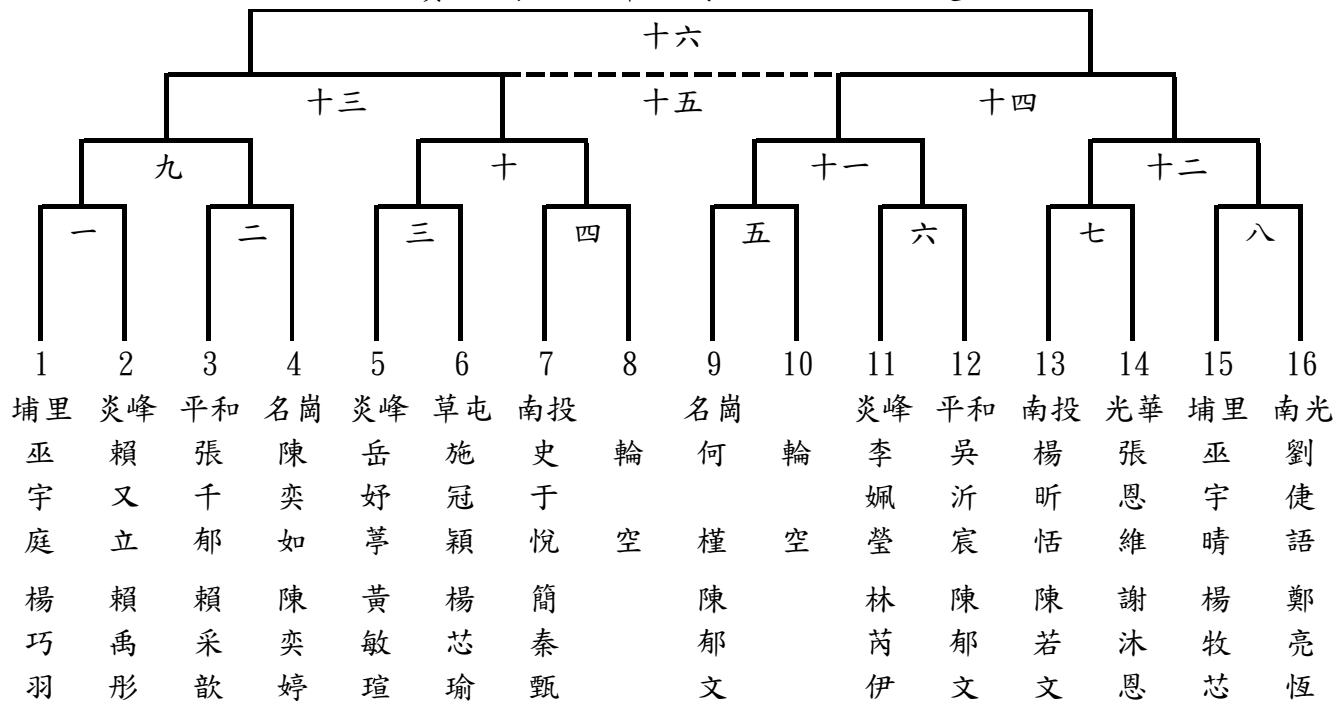 十六
十三 十五 十四
九 十 十一 十二
一 二 三 四 五 六 七 八
1 2 3 4 5 6 7 8 9 10 11 12 13 14 15 16
埔里 炎峰 平和 名崗 炎峰 草屯 南投 名崗 炎峰 平和 南投 光華 埔里 南光
巫 賴 張 陳 岳 施 史 輪 何 輪 李 吳 楊 張 巫 劉
宇 又 千 奕 妤 冠 于 姵 沂 昕 恩 宇 倢
庭 立 郁 如 葶 穎 悅 空 槿 空 瑩 宸 恬 維 晴 語
楊 賴 賴 陳 黃 楊 簡 陳 林 陳 陳 謝 楊 鄭
巧 禹 采 奕 敏 芯 秦 郁 芮 郁 若 沐 牧 亮
羽 彤 歆 婷 瑄 瑜 甄 文 伊 文 文 恩 芯 恆